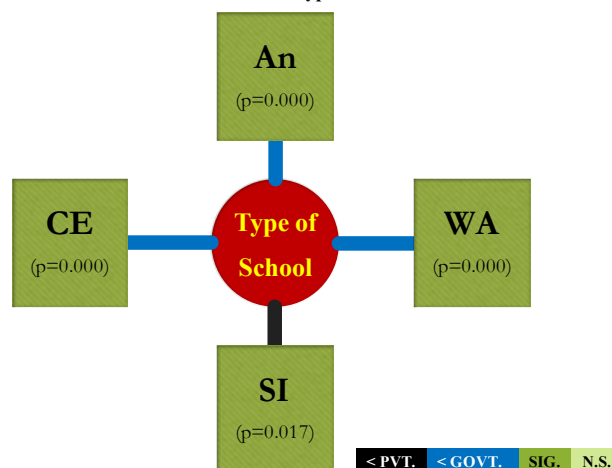 An
(p=0.000)
CE
(p=0.000)
Type of
School
WA
(p=0.000)
SI
(p=0.017)
< PVT. < GOVT. SIG. N.S.